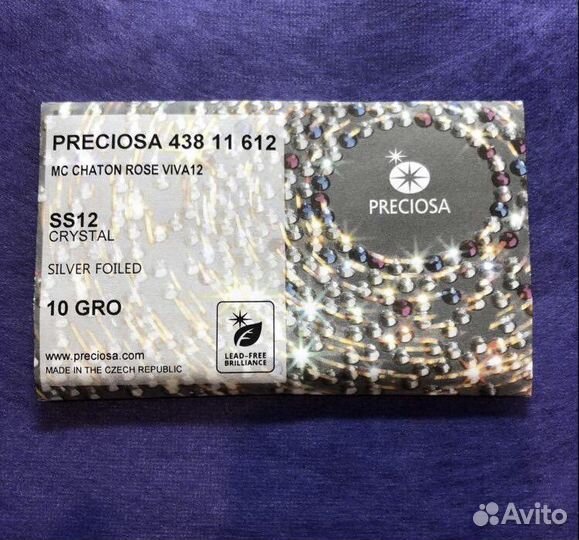 PRECIOSA 438 11 612
MC CHATON ROSE VIVA12
SS12
CRYSTAL
SILVER FOILED
10 GRO
www.preciosa.com
MADE IN THE CZECH REPUBLIC
LEAD-FREE
BRILLIANCE
PRECIOSA
Avito